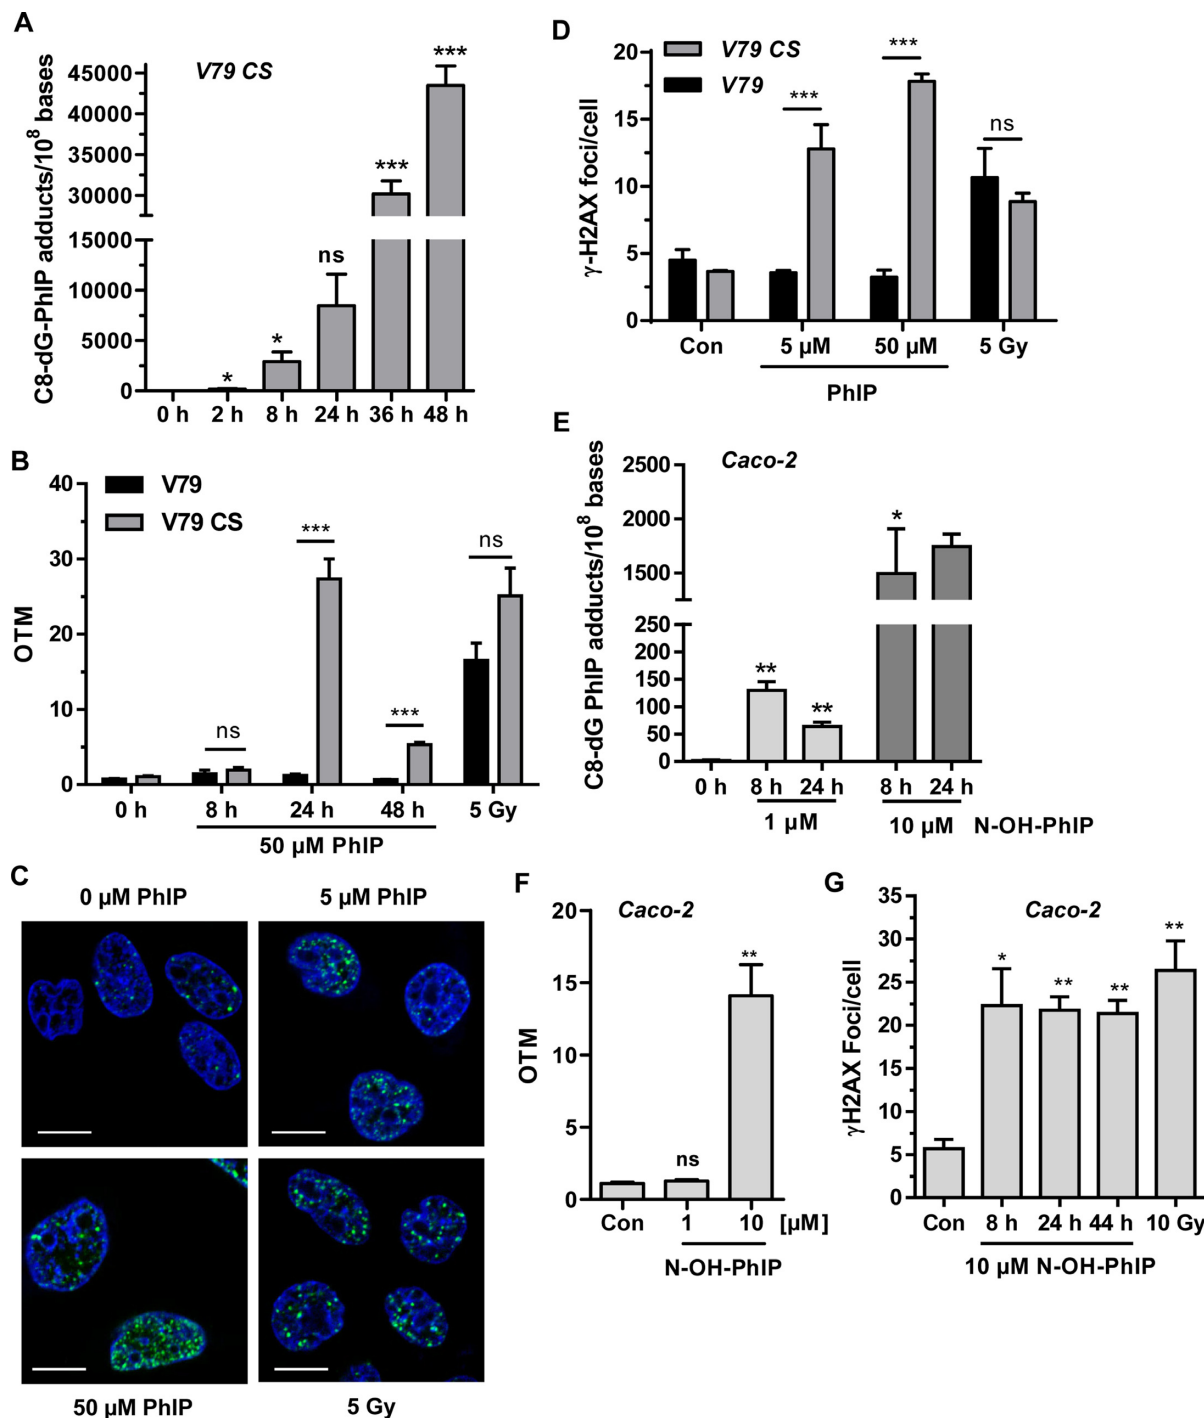 A
V79 CS
C8-dG-PhIP adducts/10⁸ bases
45000
40000
35000
30000
15000
10000
5000
0
*
*
ns
***
***
0 h 2 h 8 h 24 h 36 h 48 h
B
V79
V79 CS
OTM
40
30
20
10
0
ns
***
***
ns
0 h 8 h 24 h 48 h 5 Gy
50 µM PhIP
C
0 µM PhIP 5 µM PhIP
50 µM PhIP 5 Gy
D
V79 CS
V79
γ-H2AX foci/cell
20
15
10
5
0
***
***
ns
Con 5 µM 50 µM 5 Gy
PhIP
E
Caco-2
C8-dG PhIP adducts/10⁸ bases
2500
2000
1500
250
200
150
100
50
0
**
**
*
0 h 8 h 24 h 8 h 24 h
1 µM 10 µM N-OH-PhIP
F
Caco-2
OTM
20
15
10
5
0
ns
**
Con 1 10 [µM]
N-OH-PhIP
G
Caco-2
γH2AX Foci/cell
35
30
25
20
15
10
5
0
*
**
**
**
Con 8 h 24 h 44 h 10 Gy
10 µM N-OH-PhIP